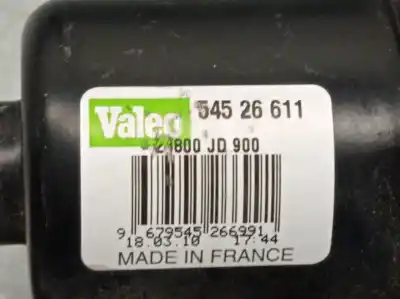 Valeo 545 26 611
28800 JD 900
9 679545 266991
18.03.10 17:44
MADE IN FRANCE